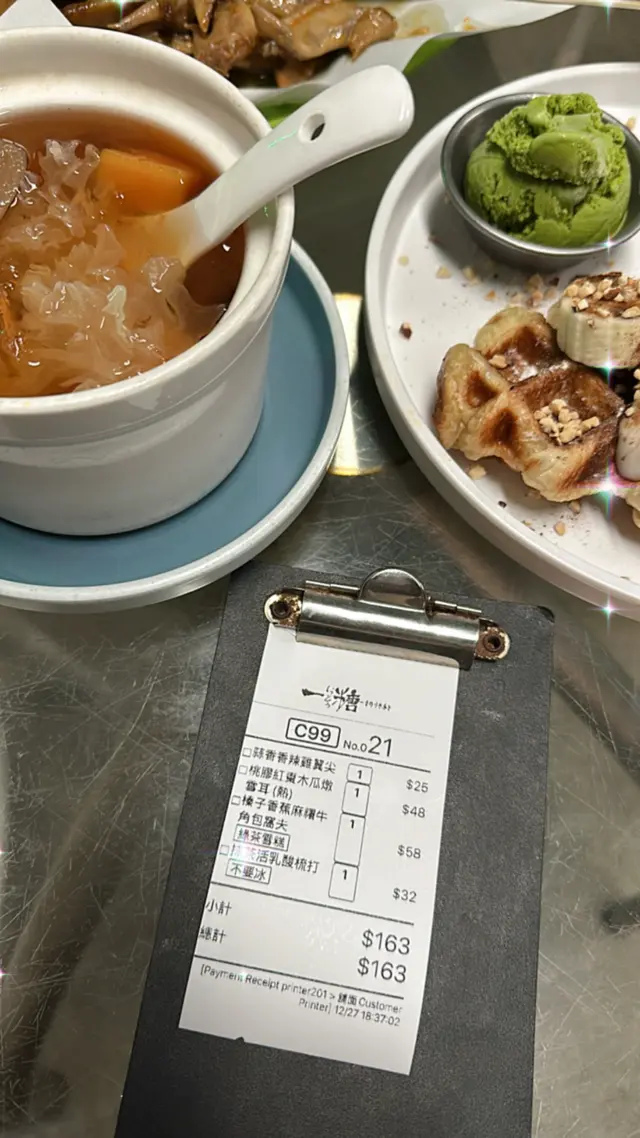 C99 No.021
□蒜香香辣雞翼尖 1 $25
□桃膠紅棗木瓜燉 1 $48
雪耳(熱)
□榛子香蕉麻糬牛 1 $58
角包窩夫
綠茶雪糕
活乳酸梳打 1 $32
不要冰
小計 $163
總計 $163
[Payment Receipt printer201 > 舖面 Customer
Printer] 12/27 18:37:02